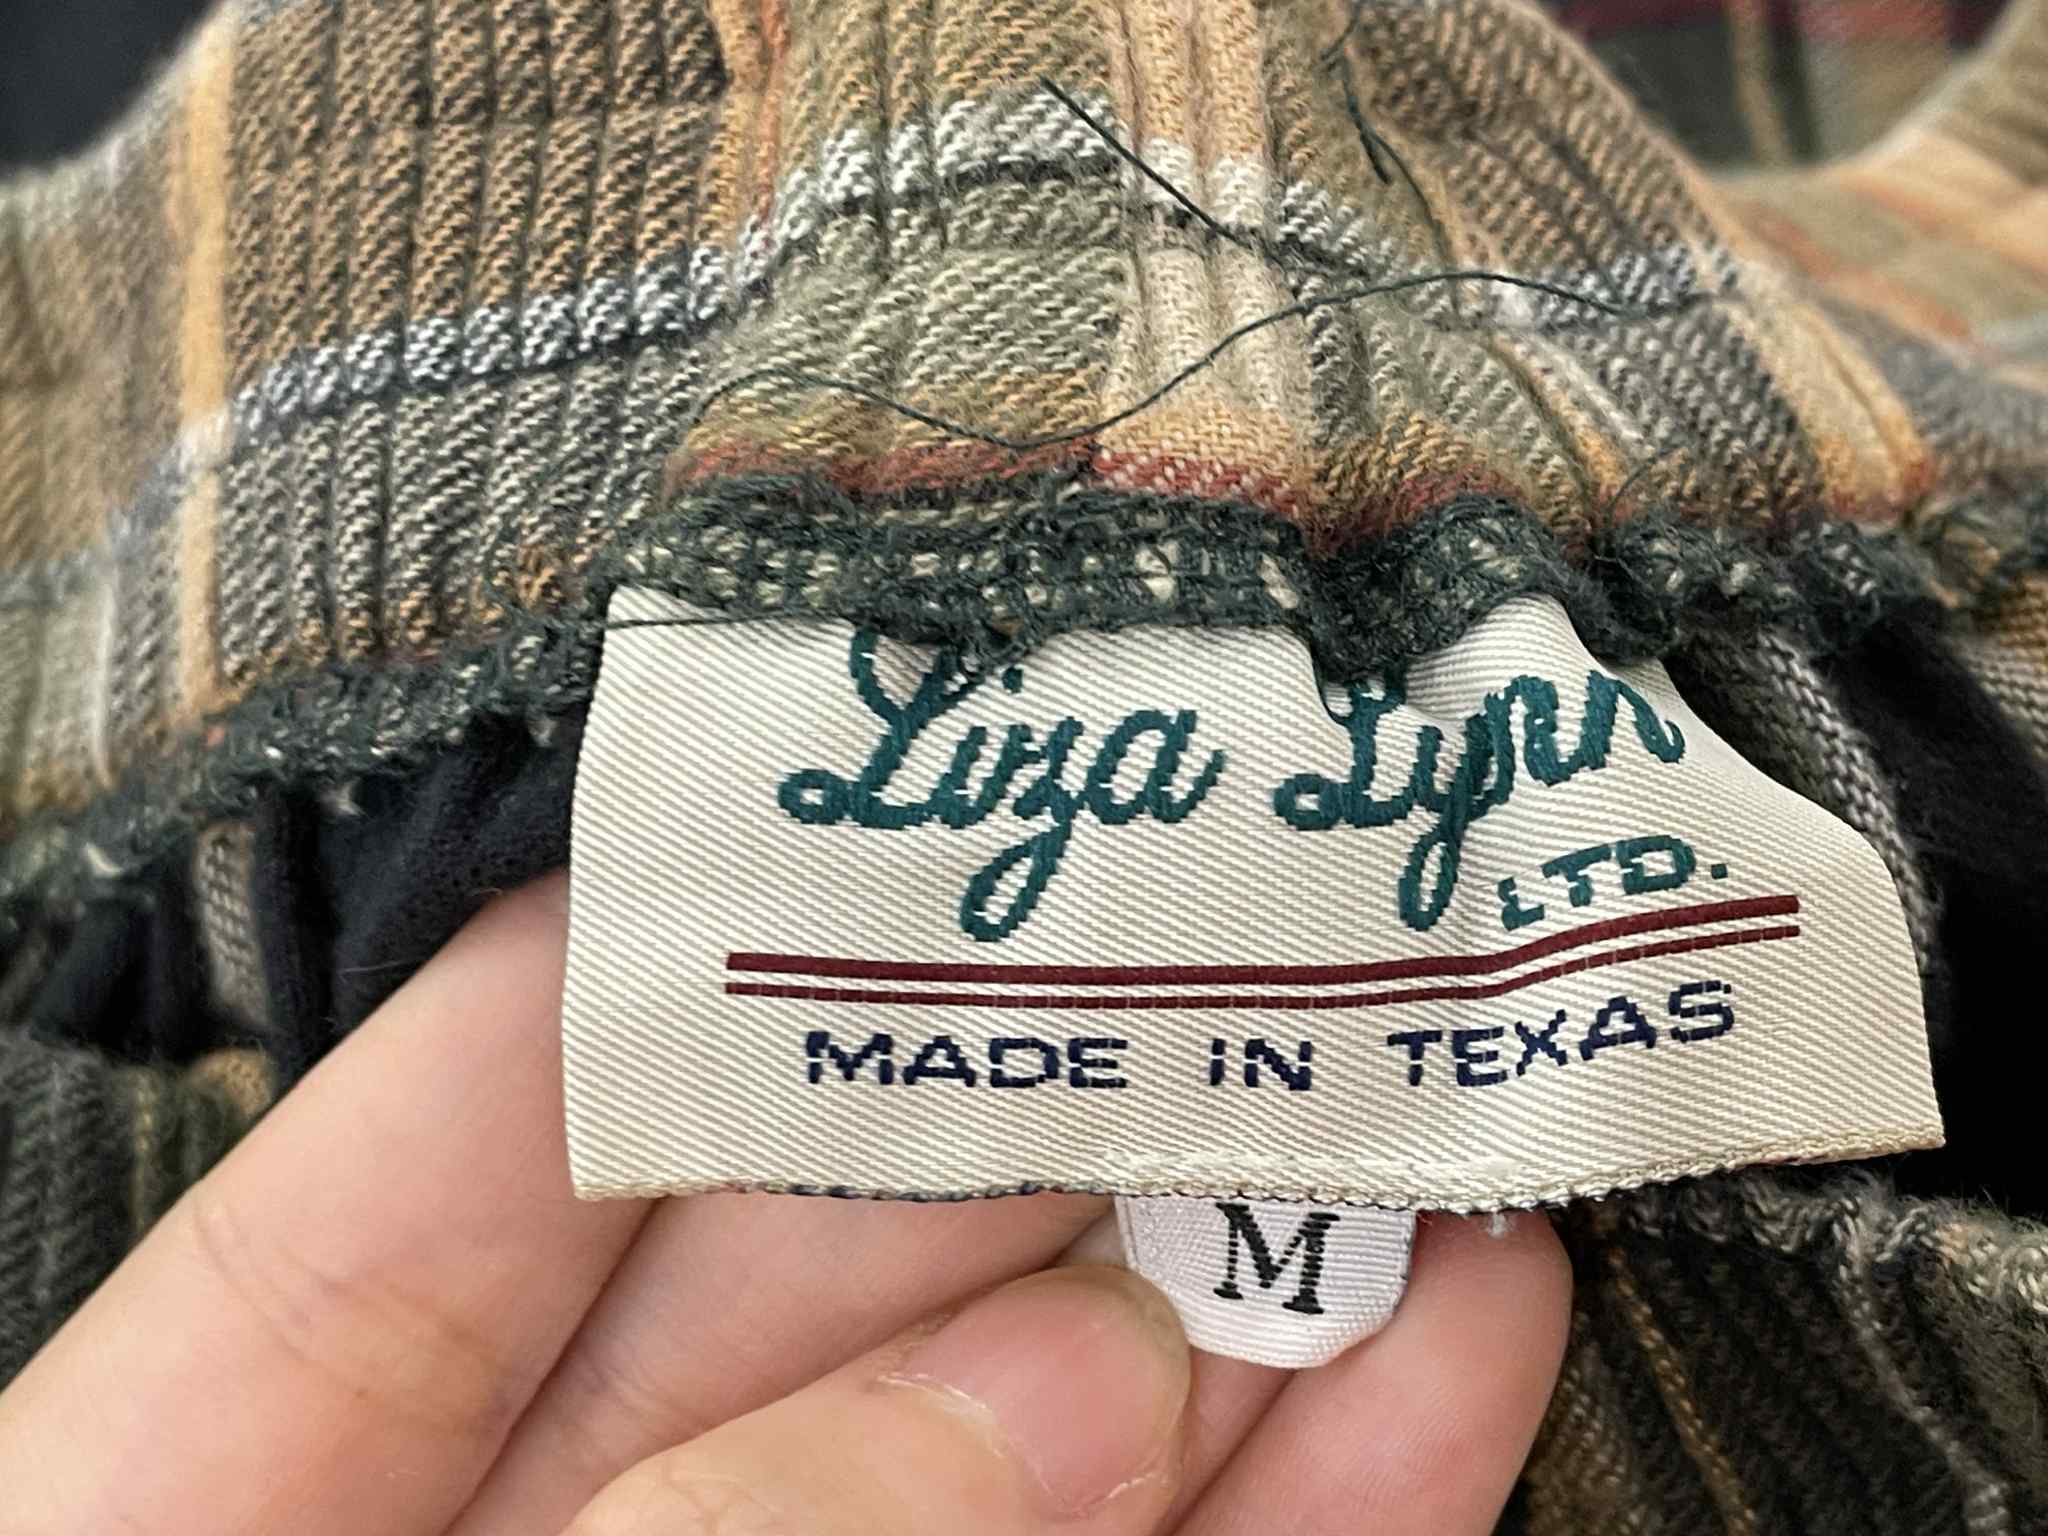 Liza Lynn
LTD.
MADE IN TEXAS
M